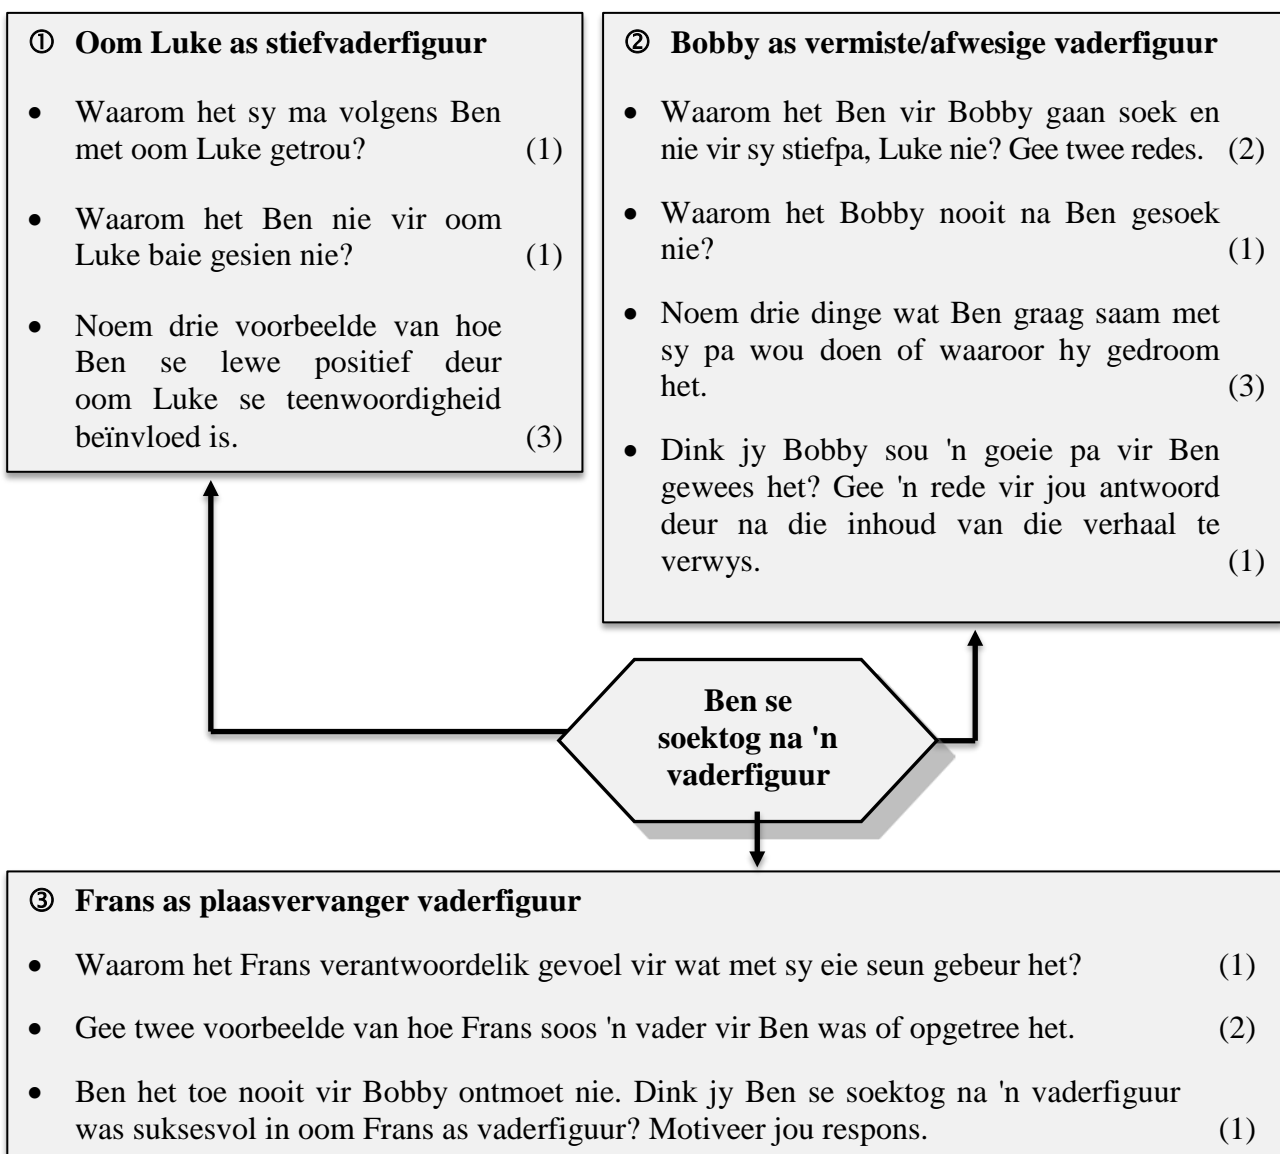 ① Oom Luke as stiefvaderfiguur
• Waarom het sy ma volgens Ben
met oom Luke getrou? (1)
• Waarom het Ben nie vir oom
Luke baie gesien nie? (1)
• Noem drie voorbeelde van hoe
Ben se lewe positief deur
oom Luke se teenwoordigheid
beïnvloed is. (3)
② Bobby as vermiste/afwesige vaderfiguur
• Waarom het Ben vir Bobby gaan soek en
nie vir sy stiefpa, Luke nie? Gee twee redes. (2)
• Waarom het Bobby nooit na Ben gesoek
nie? (1)
• Noem drie dinge wat Ben graag saam met
sy pa wou doen of waaroor hy gedroom
het. (3)
• Dink jy Bobby sou 'n goeie pa vir Ben
gewees het? Gee 'n rede vir jou antwoord
deur na die inhoud van die verhaal te
verwys. (1)
Ben se
soektog na 'n
vaderfiguur
③ Frans as plaasvervanger vaderfiguur
• Waarom het Frans verantwoordelik gevoel vir wat met sy eie seun gebeur het? (1)
• Gee twee voorbeelde van hoe Frans soos 'n vader vir Ben was of opgetree het. (2)
• Ben het toe nooit vir Bobby ontmoet nie. Dink jy Ben se soektog na 'n vaderfiguur
was suksesvol in oom Frans as vaderfiguur? Motiveer jou respons. (1)